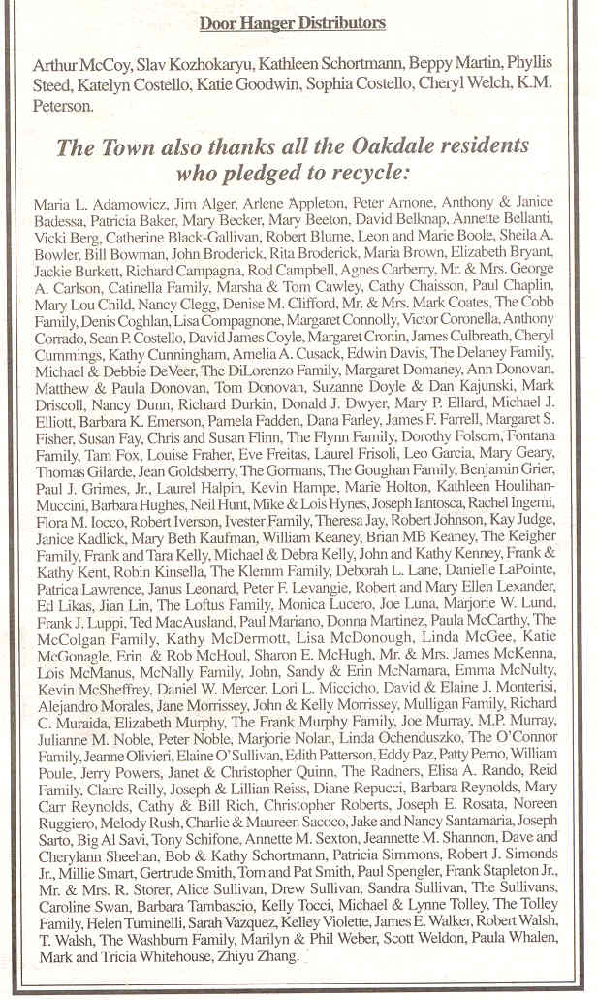 Door Hanger Distributors
Arthur McCoy, Slav Kozhokaryu, Kathleen Schortmann, Beppy Martin, Phyllis
Steed, Katelyn Costello, Katie Goodwin, Sophia Costello, Cheryl Welch, K.M.
Peterson.
The Town also thanks all the Oakdale residents
who pledged to recycle:
Maria L. Adamowicz, Jim Alger, Arlene Appleton, Peter Arnone, Anthony & Janice
Badessa, Patricia Baker, Mary Becker, Mary Beeton, David Belknap, Annette Bellanti,
Vicki Berg, Catherine Black-Gallivan, Robert Blume, Leon and Marie Boole, Sheila A.
Bowler, Bill Bowman, John Broderick, Rita Broderick, Maria Brown, Elizabeth Bryant,
Jackie Burkett, Richard Campagna, Rod Campbell, Agnes Carberry, Mr. & Mrs. George
A. Carlson, Catinella Family, Marsha & Tom Cawley, Cathy Chaisson, Paul Chaplin,
Mary Lou Child, Nancy Clegg, Denise M. Clifford, Mr. & Mrs. Mark Coates, The Cobb
Family, Denis Coghlan, Lisa Compagnone, Margaret Connolly, Victor Coronella, Anthony
Corrado, Sean P. Costello, David James Coyle, Margaret Cronin, James Culbreath, Cheryl
Cummings, Kathy Cunningham, Amelia A. Cusack, Edwin Davis, The Delaney Family,
Michael & Debbie DeVeer, The DiLorenzo Family, Margaret Domaney, Ann Donovan,
Matthew & Paula Donovan, Tom Donovan, Suzanne Doyle & Dan Kajunski, Mark
Driscoll, Nancy Dunn, Richard Durkin, Donald J. Dwyer, Mary P. Ellard, Michael J.
Elliott, Barbara K. Emerson, Pamela Fadden, Dana Farley, James F. Farrell, Margaret S.
Fisher, Susan Fay, Chris and Susan Flinn, The Flynn Family, Dorothy Folsom, Fontana
Family, Tam Fox, Louise Fraher, Eve Freitas, Laurel Frisoli, Leo Garcia, Mary Geary,
Thomas Gilarde, Jean Goldsberry, The Gormans, The Goughan Family, Benjamin Grier,
Paul J. Grimes, Jr., Laurel Halpin, Kevin Hampe, Marie Holton, Kathleen Houlihan-
Muccini, Barbara Hughes, Neil Hunt, Mike & Lois Hynes, Joseph Iantosca, Rachel Ingemi,
Flora M. Iocco, Robert Iverson, Ivester Family, Theresa Jay, Robert Johnson, Kay Judge,
Janice Kadlick, Mary Beth Kaufman, William Keaney, Brian MB Keaney, The Keigher
Family, Frank and Tara Kelly, Michael & Debra Kelly, John and Kathy Kenney, Frank &
Kathy Kent, Robin Kinsella, The Klemm Family, Deborah L. Lane, Danielle LaPointe,
Patrica Lawrence, Janus Leonard, Peter F. Levangie, Robert and Mary Ellen Lexander,
Ed Likas, Jian Lin, The Loftus Family, Monica Lucero, Joe Luna, Marjorie W. Lund,
Frank J. Luppi, Ted MacAusland, Paul Mariano, Donna Martinez, Paula McCarthy, The
McColgan Family, Kathy McDermott, Lisa McDonough, Linda McGee, Katie
McGonagle, Erin & Rob McHoul, Sharon E. McHugh, Mr. & Mrs. James McKenna,
Lois McManus, McNally Family, John, Sandy & Erin McNamara, Emma McNulty,
Kevin McSheffrey, Daniel W. Mercer, Lori L. Miccicho, David & Elaine J. Monterisi,
Alejandro Morales, Jane Morrissey, John & Kelly Morrissey, Mulligan Family, Richard
C. Muraida, Elizabeth Murphy, The Frank Murphy Family, Joe Murray, M.P. Murray,
Julianne M. Noble, Peter Noble, Marjorie Nolan, Linda Ochenduszko, The O'Connor
Family, Jeanne Olivieri, Elaine O'Sullivan, Edith Patterson, Eddy Paz, Patty Perno, William
Poule, Jerry Powers, Janet & Christopher Quinn, The Radners, Elisa A. Rando, Reid
Family, Claire Reilly, Joseph & Lillian Reiss, Diane Repucci, Barbara Reynolds, Mary
Carr Reynolds, Cathy & Bill Rich, Christopher Roberts, Joseph E. Rosata, Noreen
Ruggiero, Melody Rush, Charlie & Maureen Sacoco, Jake and Nancy Santamaria, Joseph
Sarto, Big Al Savi, Tony Schifone, Annette M. Sexton, Jeannette M. Shannon, Dave and
Cherylann Sheehan, Bob & Kathy Schortmann, Patricia Simmons, Robert J. Simonds
Jr., Millie Smart, Gertrude Smith, Tom and Pat Smith, Paul Spengler, Frank Stapleton Jr.,
Mr. & Mrs. R. Storer, Alice Sullivan, Drew Sullivan, Sandra Sullivan, The Sullivans,
Caroline Swan, Barbara Tambascio, Kelly Tocci, Michael & Lynne Tolley, The Tolley
Family, Helen Tuminelli, Sarah Vazquez, Kelley Violette, James E. Walker, Robert Walsh,
T. Walsh, The Washburn Family, Marilyn & Phil Weber, Scott Weldon, Paula Whalen,
Mark and Tricia Whitehouse, Zhiyu Zhang.